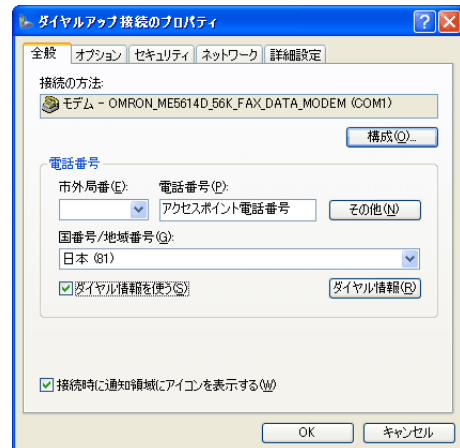 ダイヤルアップ接続のプロパティ
全般 オプション セキュリティ ネットワーク 詳細設定
接続の方法:
モデム - OMRON_ME5614D_56K_FAX_DATA_MODEM (COM1)
構成(O)...
電話番号
市外局番(E): 電話番号(P):
アクセスポイント電話番号 その他(N)
国番号/地域番号(G):
日本 (81)
ダイヤル情報を使う(S) ダイヤル情報(R)
接続時に通知領域にアイコンを表示する(W)
OK キャンセル